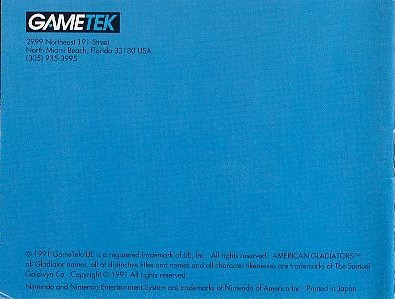 GAMETEK
2999 Northeast 191 Street
North Miami Beach, Florida 33180 USA
(305) 935-3995
© 1991 GameTek/IJE is a registered trademark of IJE, Inc. All rights reserved. AMERICAN GLADIATORS™,
all Gladiator names, all of distinctive titles and names and all character likenesses are trademarks of The Samuel
Goldwyn Co. Copyright © 1991 All rights reserved.
Nintendo and Nintendo Entertainment System are trademarks of Nintendo of America Inc. Printed in Japan.